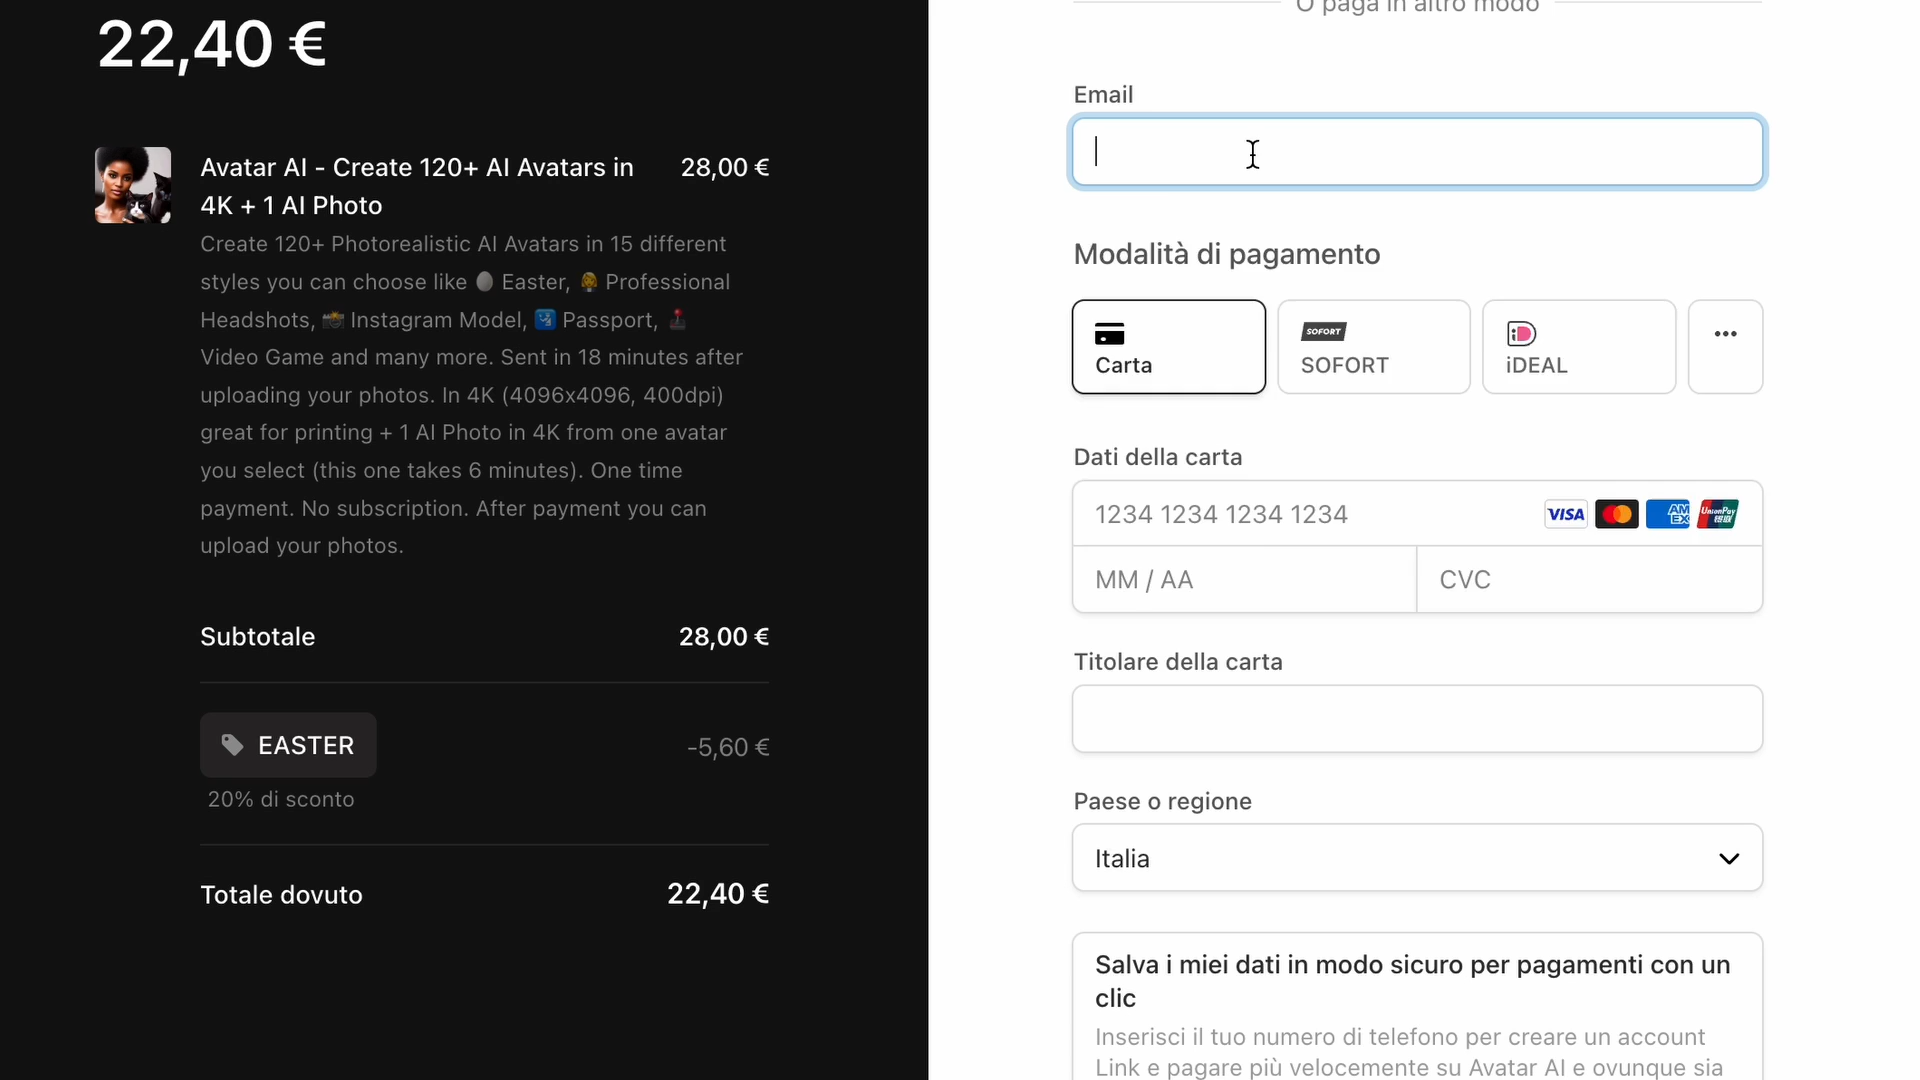 22,40 €
Avatar AI - Create 120+ AI Avatars in 28,00 €
4K + 1 AI Photo
Create 120+ Photorealistic AI Avatars in 15 different
styles you can choose like 🥚 Easter, 👩‍💼 Professional
Headshots, 📸 Instagram Model, 🛂 Passport, 🕹️
Video Game and many more. Sent in 18 minutes after
uploading your photos. In 4K (4096x4096, 400dpi)
great for printing + 1 AI Photo in 4K from one avatar
you select (this one takes 6 minutes). One time
payment. No subscription. After payment you can
upload your photos.
Subtotale 28,00 €
EASTER -5,60 €
20% di sconto
Totale dovuto 22,40 €
O paga in altro modo
Email
Modalità di pagamento
Carta
SOFORT
SOFORT
iD
iDEAL
Dati della carta
1234 1234 1234 1234 VISA AM EX UnionPay 银联
MM / AA CVC
Titolare della carta
Paese o regione
Italia
Salva i miei dati in modo sicuro per pagamenti con un
clic
Inserisci il tuo numero di telefono per creare un account
Link e pagare più velocemente su Avatar AI e ovunque sia